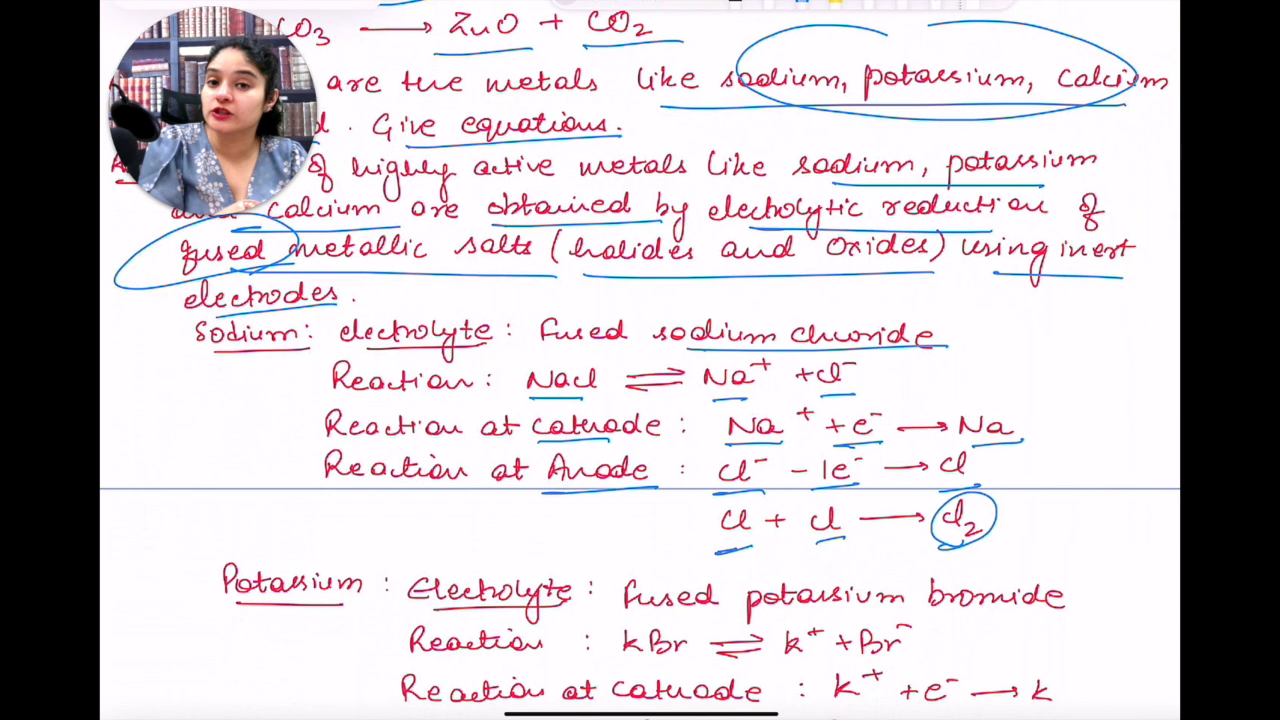 CO3 → ZnO + CO2
are the metals like sodium, potassium, calcium
d. Give equations.
of highly active metals like sodium, potassium
calcium are obtained by electrolytic reduction of
fused metallic salts (halides and oxides) using inert
electrodes.
Sodium: electrolyte: Fused sodium chloride
Reaction: NaCl ⇌ Na⁺ + Cl⁻
Reaction at cathode: Na⁺ + e⁻ → Na
Reaction at Anode: Cl⁻ - 1e⁻ → Cl
Cl + Cl → Cl2
Potassium: Electrolyte: Fused potassium bromide
Reaction: KBr ⇌ K⁺ + Br⁻
Reaction at cathode: K⁺ + e⁻ → K